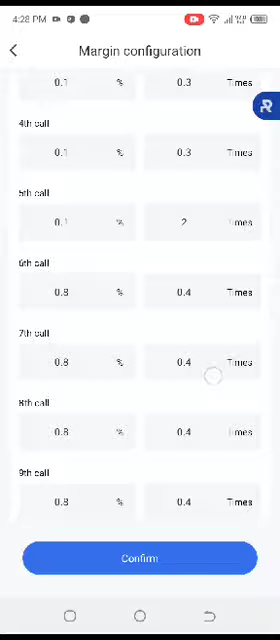 4:28 PM
Margin configuration
0.1 % 0.3 Times
4th call
0.1 % 0.3 Times
5th call
0.1 % 2 Times
6th call
0.8 % 0.4 Times
7th call
0.8 % 0.4 Times
8th call
0.8 % 0.4 Times
9th call
0.8 % 0.4 Times
Confirm